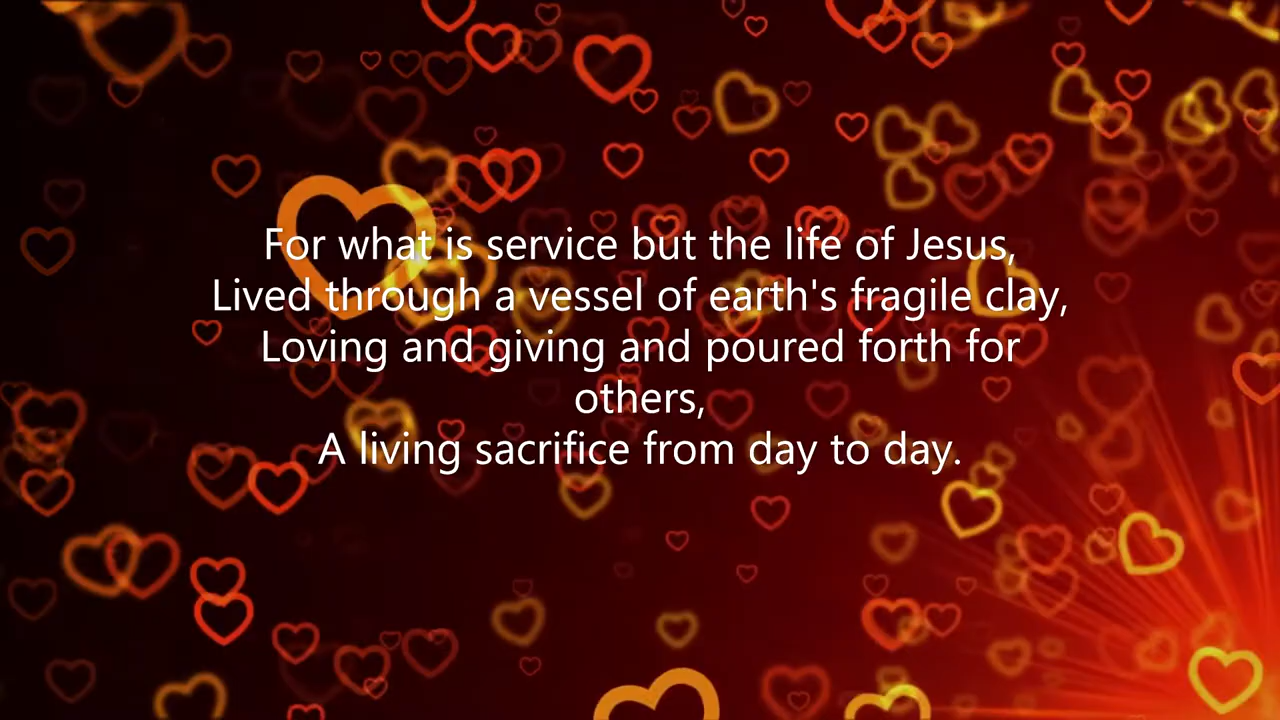 For what is service but the life of Jesus,
Lived through a vessel of earth's fragile clay,
Loving and giving and poured forth for
others,
A living sacrifice from day to day.